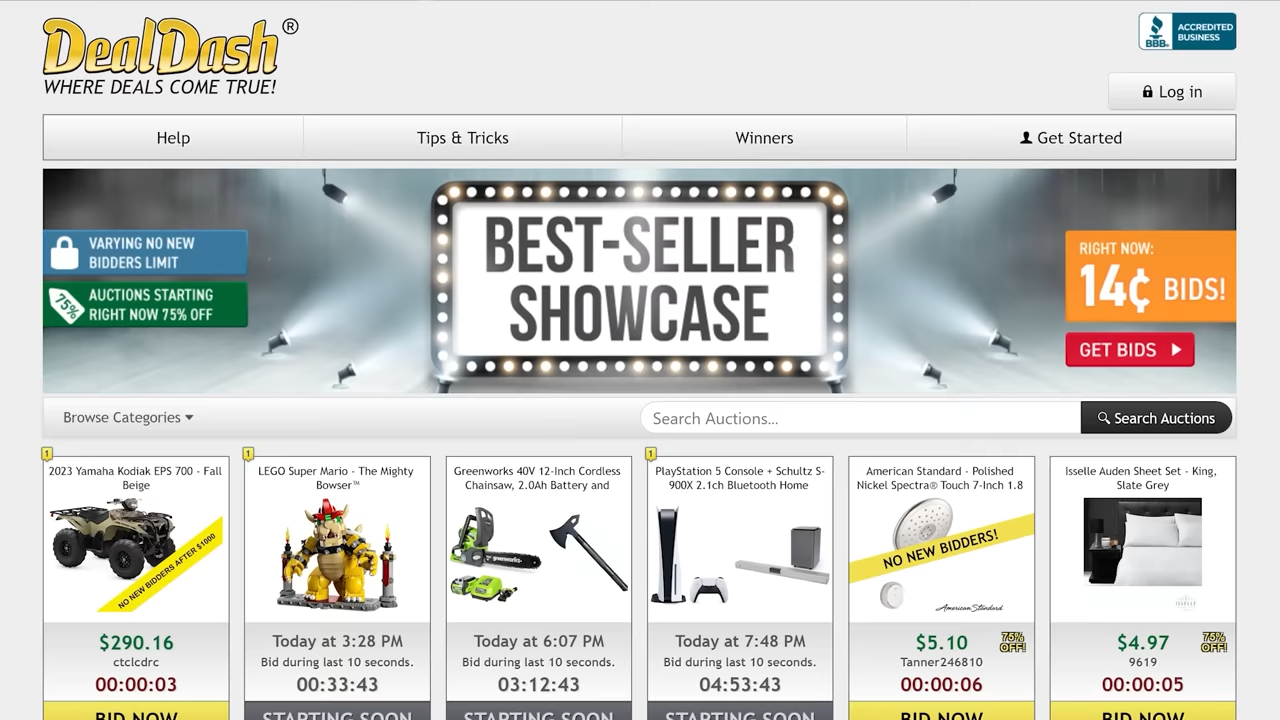 DealDash®
WHERE DEALS COME TRUE!
BBB.
ACCREDITED
BUSINESS
Log in
Help
Tips & Tricks
Winners
Get Started
VARYING NO NEW
BIDDERS LIMIT
75%
AUCTIONS STARTING
RIGHT NOW 75% OFF
BEST-SELLER
SHOWCASE
RIGHT NOW:
14¢ BIDS!
GET BIDS
Browse Categories
Search Auctions...
Search Auctions
1
2023 Yamaha Kodiak EPS 700 - Fall
Beige
NO NEW BIDDERS AFTER $1000
$290.16
ctclcdrc
00:00:03
BID NOW
1
LEGO Super Mario - The Mighty
Bowser™
Today at 3:28 PM
Bid during last 10 seconds.
00:33:43
STARTING SOON
Greenworks 40V 12-Inch Cordless
Chainsaw, 2.0Ah Battery and
greenworks
Today at 6:07 PM
Bid during last 10 seconds.
03:12:43
STARTING SOON
1
PlayStation 5 Console + Schultz S-
900X 2.1ch Bluetooth Home
Today at 7:48 PM
Bid during last 10 seconds.
04:53:43
STARTING SOON
American Standard - Polished
Nickel Spectra® Touch 7-Inch 1.8
NO NEW BIDDERS!
American Standard
$5.10
75%
OFF!
Tanner246810
00:00:06
BID NOW
Isselle Auden Sheet Set - King,
Slate Grey
ISSELLE
$4.97
75%
OFF!
9619
00:00:05
BID NOW